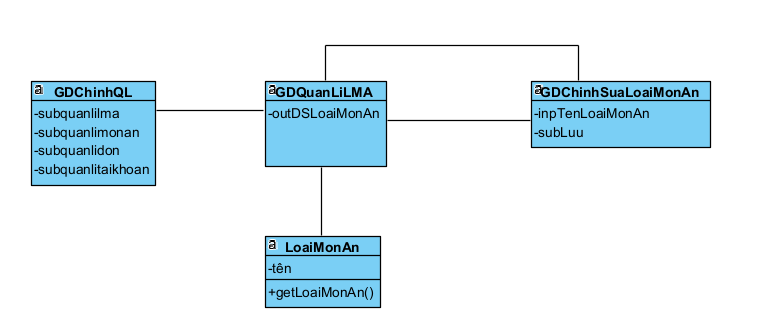 GDChinhQL
-subquanlilma
-subquanlimonan
-subquanlidon
-subquanlitaikhoan
GDQuanLiLMA
-outDSLoaiMonAn
GDChinhSuaLoaiMonAn
-inpTenLoaiMonAn
-subLuu
LoaiMonAn
-tên
+getLoaiMonAn()